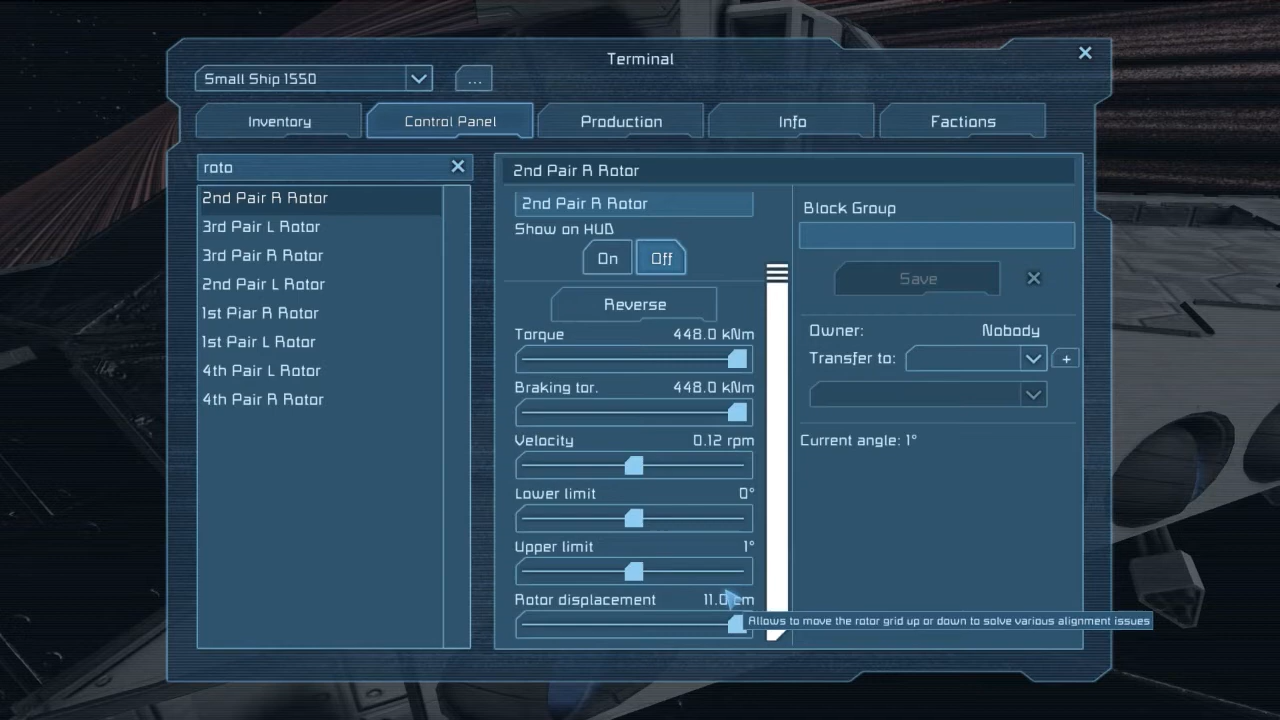 Terminal
Small Ship 1550
...
Inventory
Control Panel
Production
Info
Factions
roto
2nd Pair R Rotor
3rd Pair L Rotor
3rd Pair R Rotor
2nd Pair L Rotor
1st Piar R Rotor
1st Pair L Rotor
4th Pair L Rotor
4th Pair R Rotor
2nd Pair R Rotor
2nd Pair R Rotor
Show on HUD
On Off
Reverse
Torque 448.0 kNm
Braking tor. 448.0 kNm
Velocity 0.12 rpm
Lower limit 0°
Upper limit 1°
Rotor displacement 11.0 cm
Allows to move the rotor grid up or down to solve various alignment issues
Block Group
Save
Owner: Nobody
Transfer to:
+
Current angle: 1°